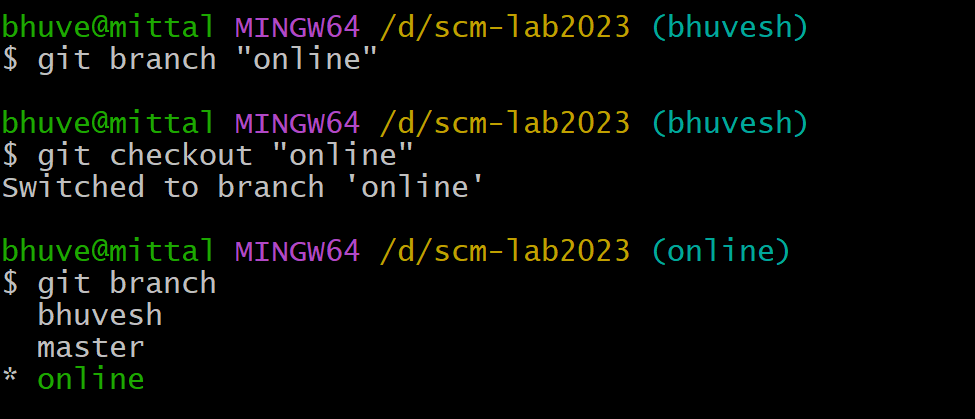 bhuve@mittal MINGW64 /d/scm-lab2023 (bhuvesh)
$ git branch "online"
bhuve@mittal MINGW64 /d/scm-lab2023 (bhuvesh)
$ git checkout "online"
Switched to branch 'online'
bhuve@mittal MINGW64 /d/scm-lab2023 (online)
$ git branch
  bhuvesh
  master
* online